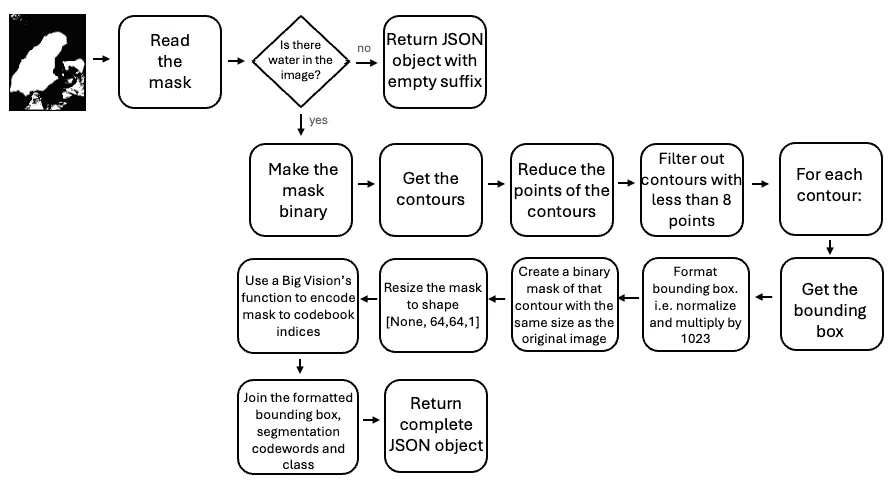 Read
the
mask
Is there
water in the
image?
no
Return JSON
object with
empty suffix
yes
Make the
mask
binary
Get the
contours
Reduce the
points of the
contours
Filter out
contours with
less than 8
points
For each
contour:
Get the
bounding
box
Format
bounding box.
i.e. normalize
and multiply by
1023
Create a binary
mask of that
contour with the
same size as the
original image
Resize the mask
to shape
[None, 64,64,1]
Use a Big Vision’s
function to encode
mask to codebook
indices
Join the formatted
bounding box,
segmentation
codewords and
class
Return
complete
JSON object